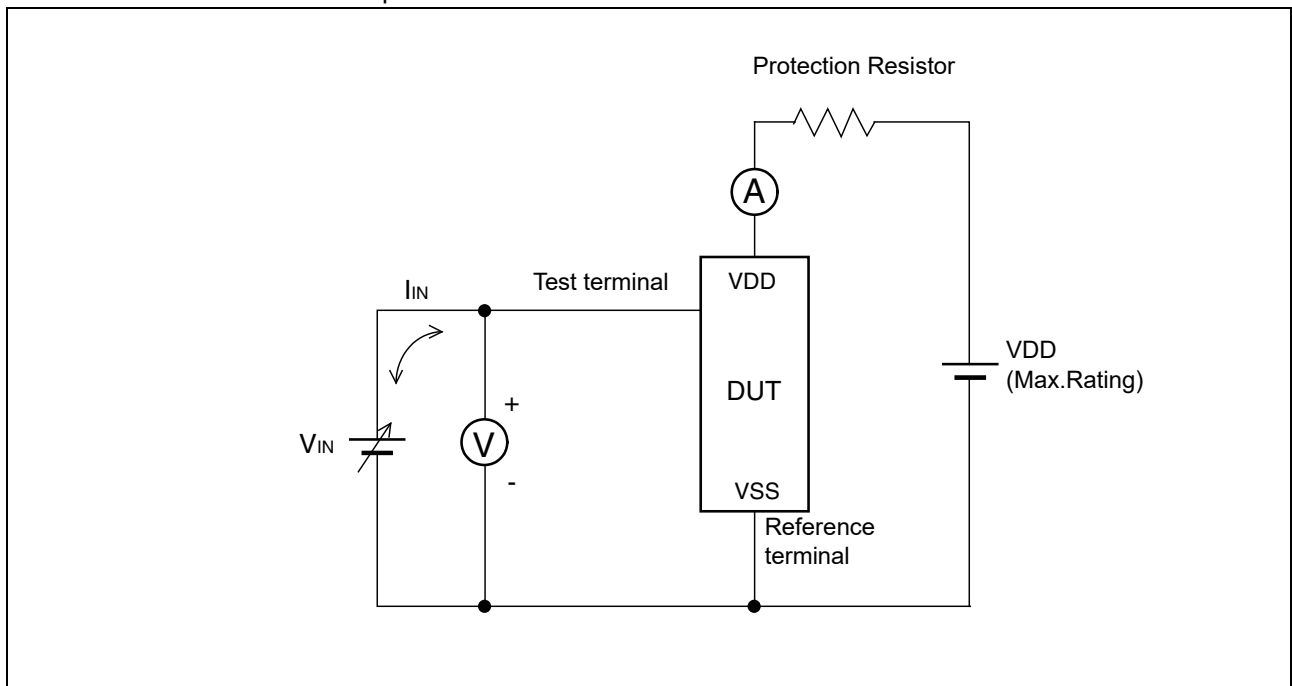 Protection Resistor
A
Test terminal
VDD
IIN
VDD
(Max.Rating)
DUT
+
VIN
V
-
VSS
Reference
terminal